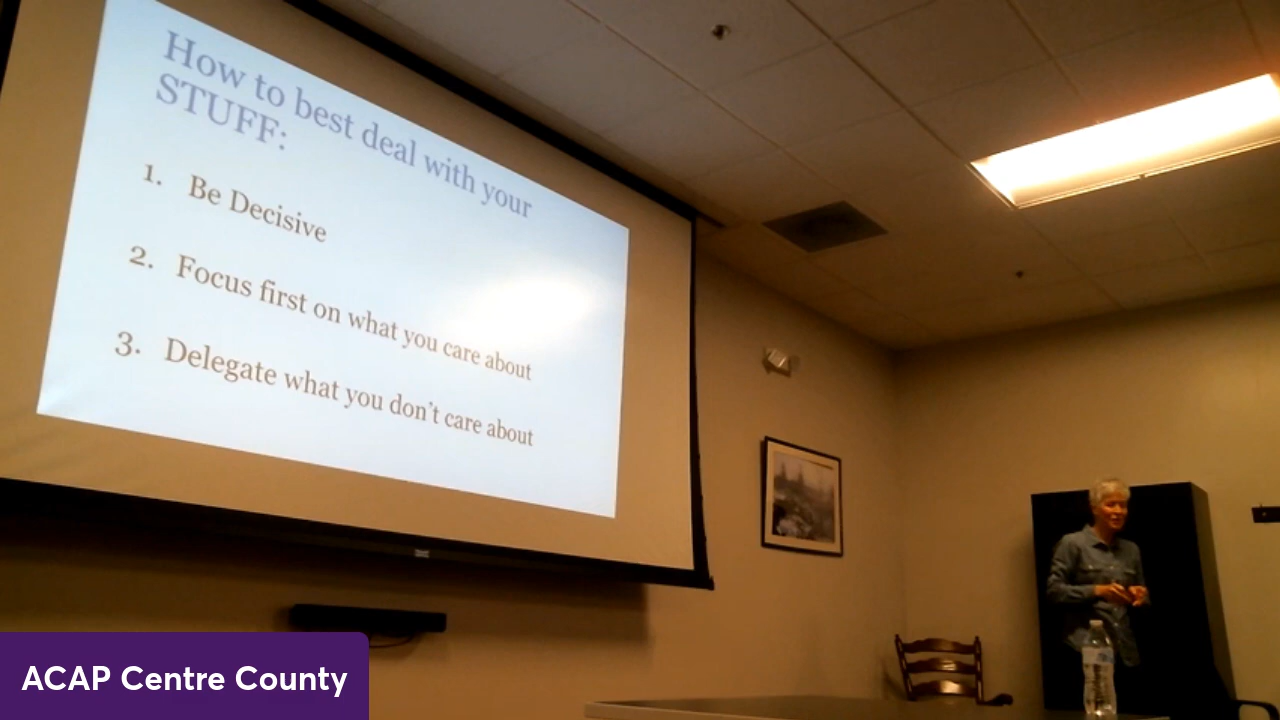 How to best deal with your
STUFF:
1. Be Decisive
2. Focus first on what you care about
3. Delegate what you don't care about
ACAP Centre County